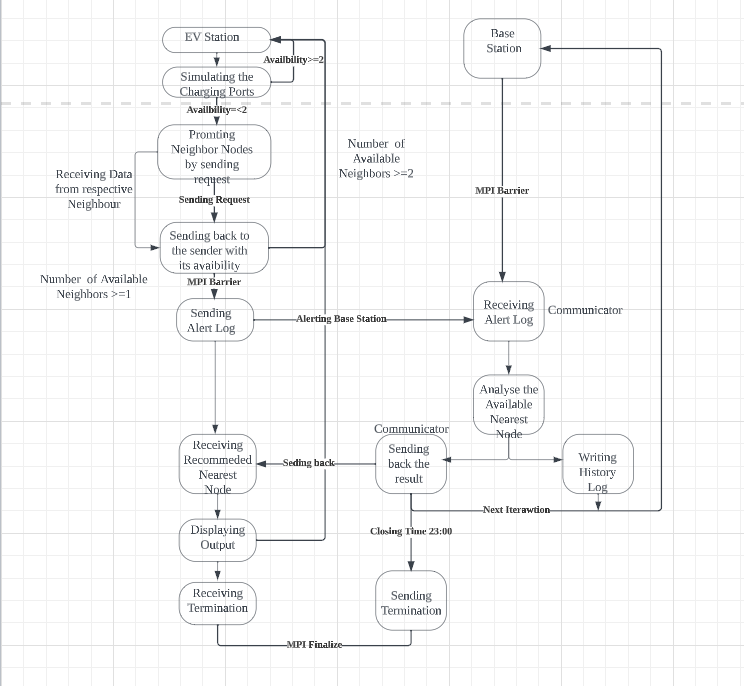 EV Station
Base
Station
Availbility>=2
Simulating the
Charging Ports
Availbility=<2
Promting
Neighbor Nodes
by sending
request
Number of
Available
Neighbors >=2
Receiving Data
from respective
Neighbour
Sending Request
MPI Barrier
Sending back to
the sender with
its avaibility
Number of Available
Neighbors >=1
MPI Barrier
Sending
Alert Log
Alerting Base Station
Receiving
Alert Log
Communicator
Analyse the
Available
Nearest
Node
Communicator
Receiving
Recommeded
Nearest
Node
Seding back
Sending
back the
result
Writing
History
Log
Next Iterawtion
Displaying
Output
Closing Time 23:00
Receiving
Termination
Sending
Termination
MPI Finalize